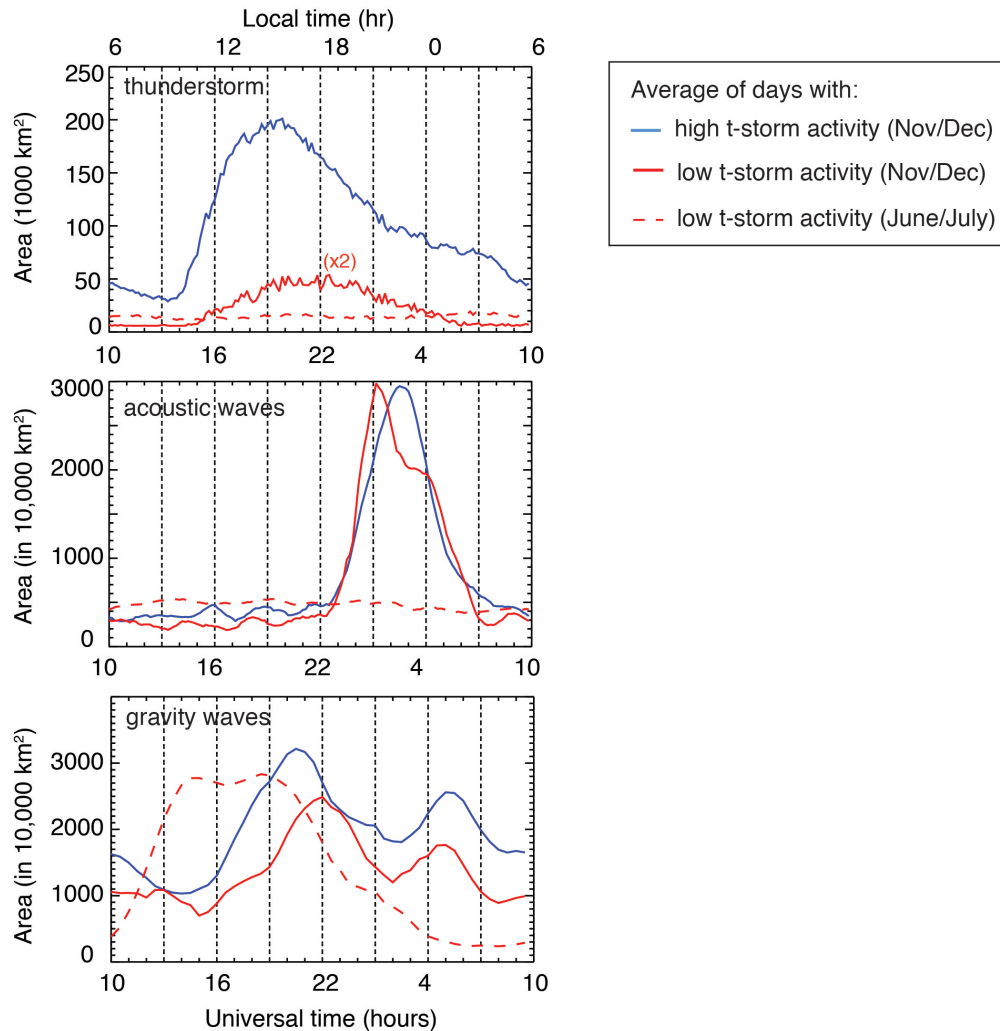 Local time (hr)
6 12 18 0 6
250
thunderstorm
200
150
100
50
0
(x2)
Area (1000 km²)
10 16 22 4 10
3000
acoustic waves
2000
1000
0
Area (in 10,000 km²)
10 16 22 4 10
gravity waves
3000
2000
1000
0
Area (in 10,000 km²)
10 16 22 4 10
Universal time (hours)
Average of days with:
high t-storm activity (Nov/Dec)
low t-storm activity (Nov/Dec)
low t-storm activity (June/July)